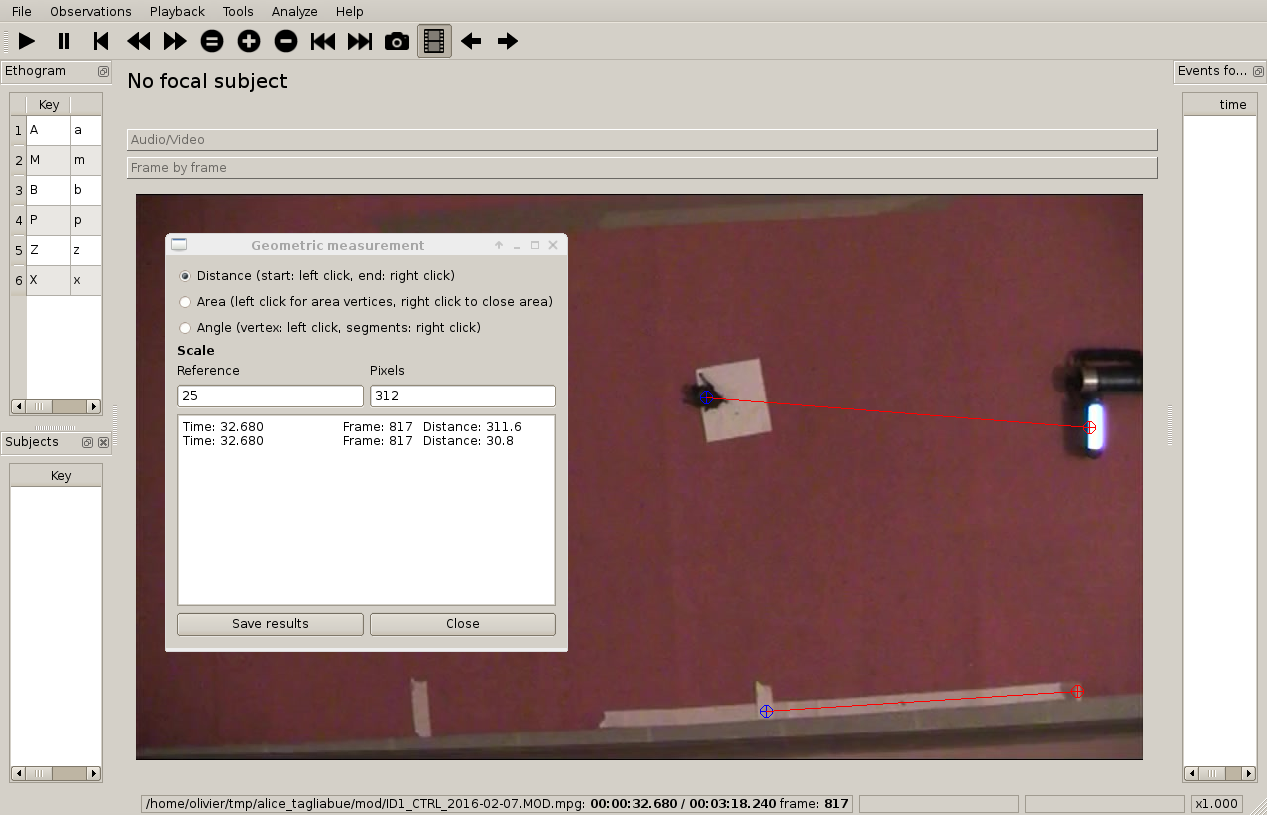 File Observations Playback Tools Analyze Help
Ethogram
Key
1 A a
2 M m
3 B b
4 P p
5 Z z
6 X x
Subjects
Key
No focal subject
Audio/Video
Frame by frame
Geometric measurement
Distance (start: left click, end: right click)
Area (left click for area vertices, right click to close area)
Angle (vertex: left click, segments: right click)
Scale
Reference Pixels
25 312
Time: 32.680 Frame: 817 Distance: 311.6
Time: 32.680 Frame: 817 Distance: 30.8
Save results Close
Events fo...
time
/home/olivier/tmp/alice_tagliabue/mod/ID1_CTRL_2016-02-07.MOD.mpg: 00:00:32.680 / 00:03:18.240 frame: 817
x1.000